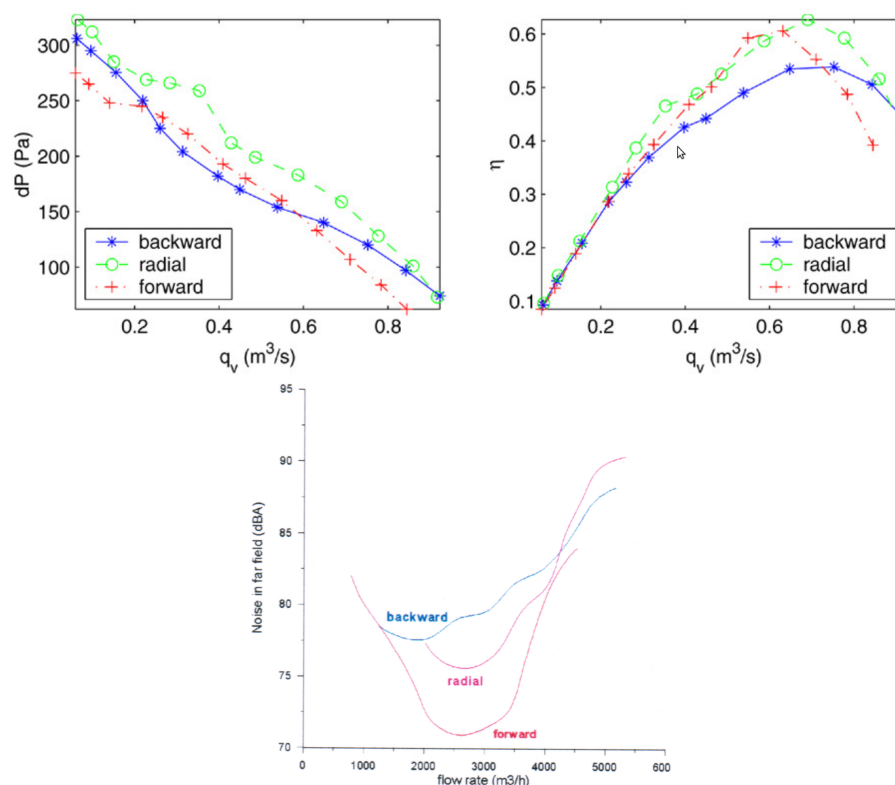 300
250
200
150
100
dP (Pa)
backward
radial
forward
0.2
0.4
0.6
0.8
q_v (m^3/s)
0.6
0.5
0.4
0.3
0.2
0.1
η
backward
radial
forward
0.2
0.4
0.6
0.8
q_v (m^3/s)
95
90
85
80
75
70
Noise in far field (dBA)
backward
radial
forward
0
1000
2000
3000
4000
5000
600
flow rate (m3/h)